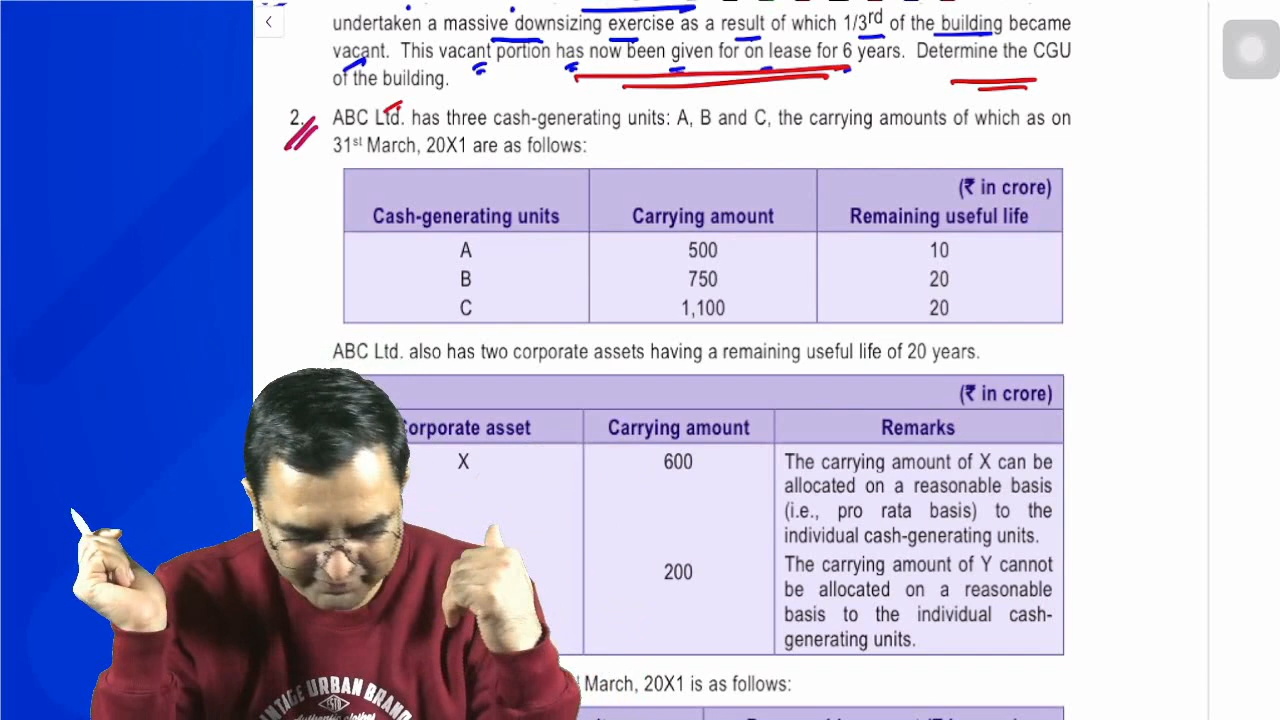 undertaken a massive downsizing exercise as a result of which 1/3rd of the building became
vacant. This vacant portion has now been given for on lease for 6 years. Determine the CGU
of the building.
2. ABC Ltd. has three cash-generating units: A, B and C, the carrying amounts of which as on
31st March, 20X1 are as follows:
(₹ in crore)
Cash-generating units Carrying amount Remaining useful life
A 500 10
B 750 20
C 1,100 20
ABC Ltd. also has two corporate assets having a remaining useful life of 20 years.
(₹ in crore)
orporate asset Carrying amount Remarks
X 600 The carrying amount of X can be
allocated on a reasonable basis
(i.e., pro rata basis) to the
individual cash-generating units.
200 The carrying amount of Y cannot
be allocated on a reasonable
basis to the individual cash-
generating units.
March, 20X1 is as follows:
VINTAGE URBAN BRAND